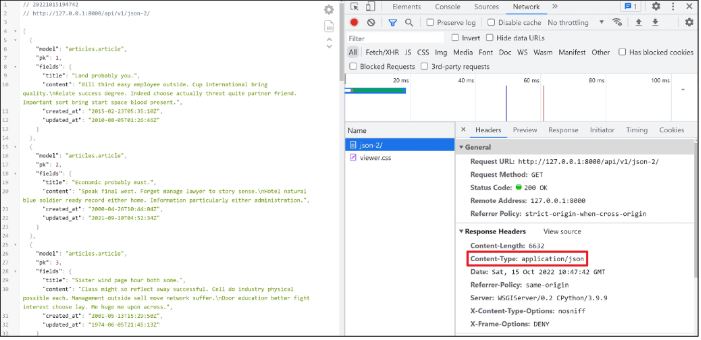 1 // 20221015194742
2 // http://127.0.0.1:8000/api/v1/json-2/
3
4 [
5 {
6 "model": "articles.article",
7 "pk": 1,
8 "fields": {
9 "title": "Land probably you.",
10 "content": "Bill third easy employee outside. Cup international bring
quality.\nRelate success degree. Indeed choose actually threat quite partner friend.
Important sort bring start space blood present.",
11 "created_at": "2015-02-23T05:35:10Z",
12 "updated_at": "2010-08-05T01:26:43Z"
13 }
14 },
15 {
16 "model": "articles.article",
17 "pk": 2,
18 "fields": {
19 "title": "Economic probably must.",
20 "content": "Speak final west. Forget manage lawyer to story sense.\nHotel natural
blue soldier ready record either home. Information particularly either administration.",
21 "created_at": "2000-04-26T10:44:04Z",
22 "updated_at": "2021-09-10T04:52:34Z"
23 }
24 },
25 {
26 "model": "articles.article",
27 "pk": 3,
28 "fields": {
29 "title": "Sister wind page hour both some.",
30 "content": "Class might so reflect away successful. Cell do industry physical
possible each. Management outside sell move network suffer.\nDoor education better fight
interest choose lay. Me huge me upon across.",
31 "created_at": "2001-05-13T15:29:50Z",
32 "updated_at": "1974-06-05T21:45:13Z"
33 }
Elements Console Sources Network » 1
Preserve log Disable cache No throttling
Filter Invert Hide data URLs
All Fetch/XHR JS CSS Img Media Font Doc WS Wasm Manifest Other Has blocked cookies
Blocked Requests 3rd-party requests
20 ms 40 ms 60 ms 80 ms 100 ms
Name
json-2/
viewer.css
× Headers Preview Response Initiator Timing Cookies
▼ General
Request URL: http://127.0.0.1:8000/api/v1/json-2/
Request Method: GET
Status Code: 200 OK
Remote Address: 127.0.0.1:8000
Referrer Policy: strict-origin-when-cross-origin
▼ Response Headers View source
Content-Length: 6632
Content-Type: application/json
Date: Sat, 15 Oct 2022 10:47:42 GMT
Referrer-Policy: same-origin
Server: WSGIServer/0.2 CPython/3.9.9
X-Content-Type-Options: nosniff
X-Frame-Options: DENY